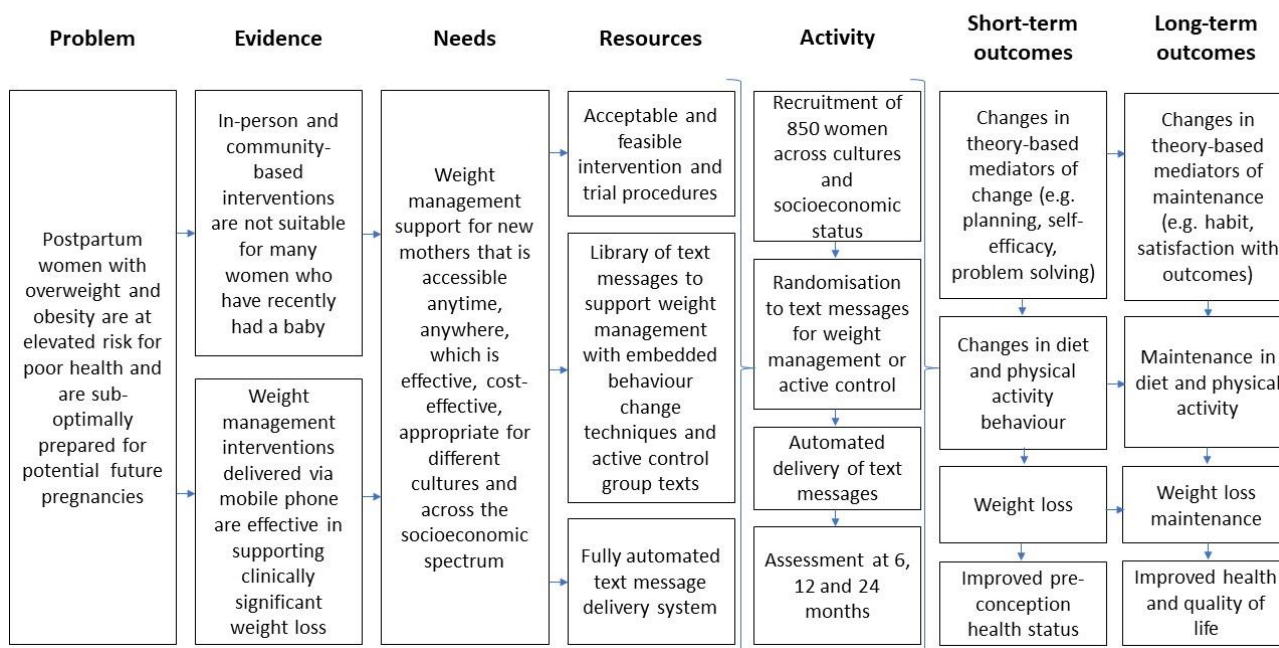 Problem
Evidence
Needs
Resources
Activity
Short-term
outcomes
Long-term
outcomes
Postpartum
women with
overweight and
obesity are at
elevated risk for
poor health and
are sub-
optimally
prepared for
potential future
pregnancies
In-person and
community-
based
interventions
are not suitable
for many
women who
have recently
had a baby
Weight
management
interventions
delivered via
mobile phone
are effective in
supporting
clinically
significant
weight loss
Weight
management
support for new
mothers that is
accessible
anytime,
anywhere,
which is
effective, cost-
effective,
appropriate for
different
cultures and
across the
socioeconomic
spectrum
Acceptable and
feasible
intervention and
trial procedures
Library of text
messages to
support weight
management
with embedded
behaviour
change
techniques and
active control
group texts
Fully automated
text message
delivery system
Recruitment of
850 women
across cultures
and
socioeconomic
status
Randomisation
to text messages
for weight
management or
active control
Automated
delivery of text
messages
Assessment at 6,
12 and 24
months
Changes in
theory-based
mediators of
change (e.g.
planning, self-
efficacy,
problem solving)
Changes in diet
and physical
activity
behaviour
Weight loss
Improved pre-
conception
health status
Changes in
theory-based
mediators of
maintenance
(e.g. habit,
satisfaction with
outcomes)
Maintenance in
diet and physical
activity
Weight loss
maintenance
Improved health
and quality of
life